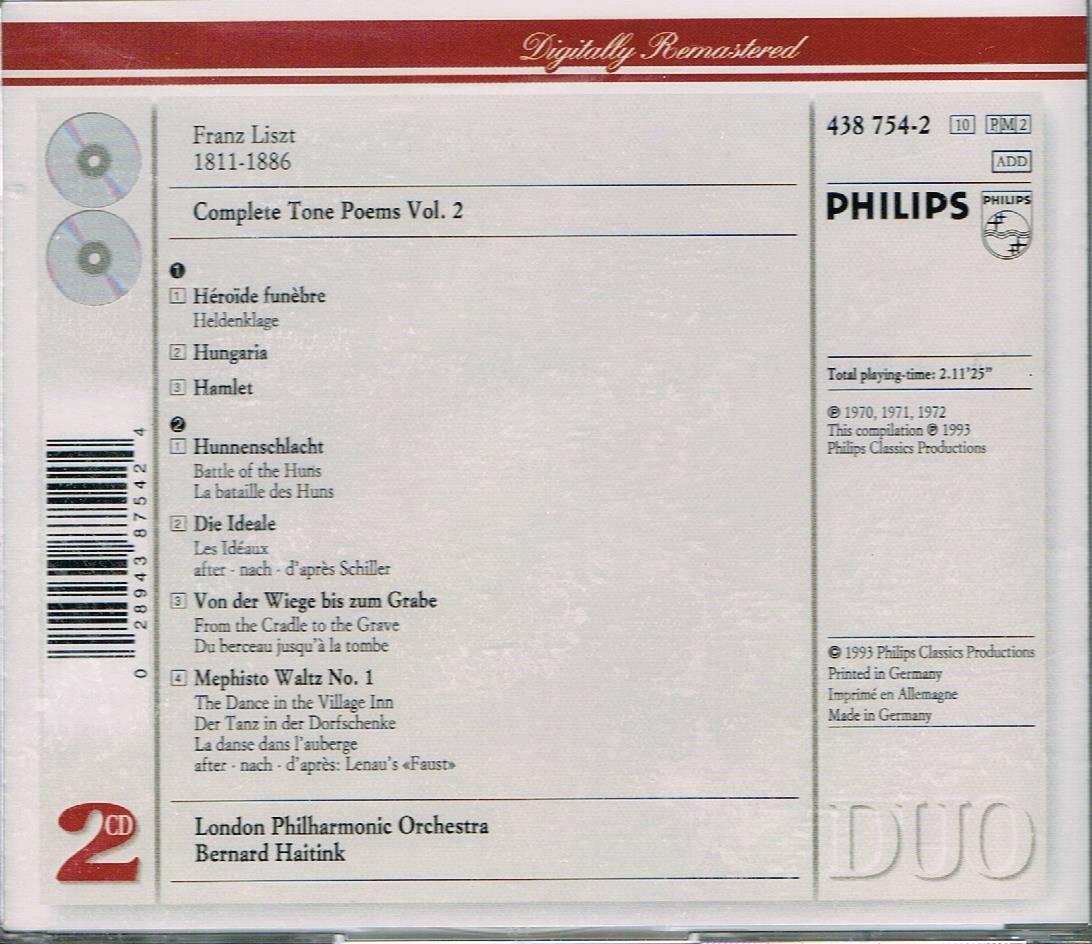 Digitally Remastered
Franz Liszt
1811-1886
Complete Tone Poems Vol. 2
1
1 Héroïde funèbre
Heldenklage
2 Hungaria
3 Hamlet
2
1 Hunnenschlacht
Battle of the Huns
La bataille des Huns
2 Die Ideale
Les Idéaux
after - nach - d'après Schiller
3 Von der Wiege bis zum Grabe
From the Cradle to the Grave
Du berceau jusqu'à la tombe
4 Mephisto Waltz No. 1
The Dance in the Village Inn
Der Tanz in der Dorfschenke
La danse dans l'auberge
after - nach - d'après: Lenau's «Faust»
London Philharmonic Orchestra
Bernard Haitink
438 754-2 10 PM2
ADD
PHILIPS PHILIPS
Total playing-time: 2.11'25"
℗ 1970, 1971, 1972
This compilation ℗ 1993
Philips Classics Productions
© 1993 Philips Classics Productions
Printed in Germany
Imprimé en Allemagne
Made in Germany
DUO
0 28943 87542 4
2CD